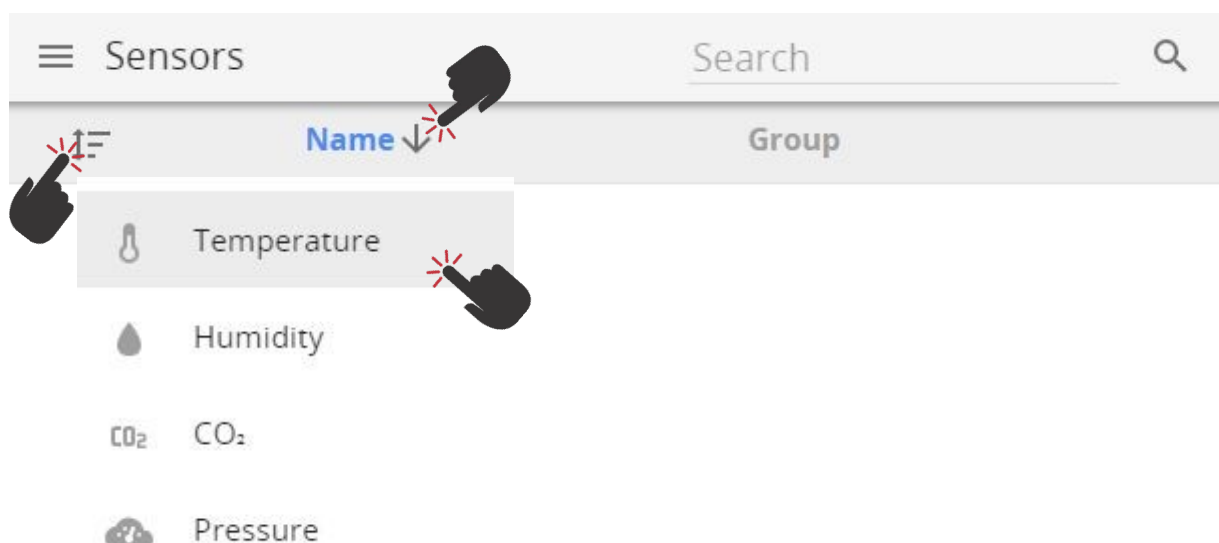 Sensors Search
Name Group
Temperature
Humidity
CO₂ CO₂
Pressure